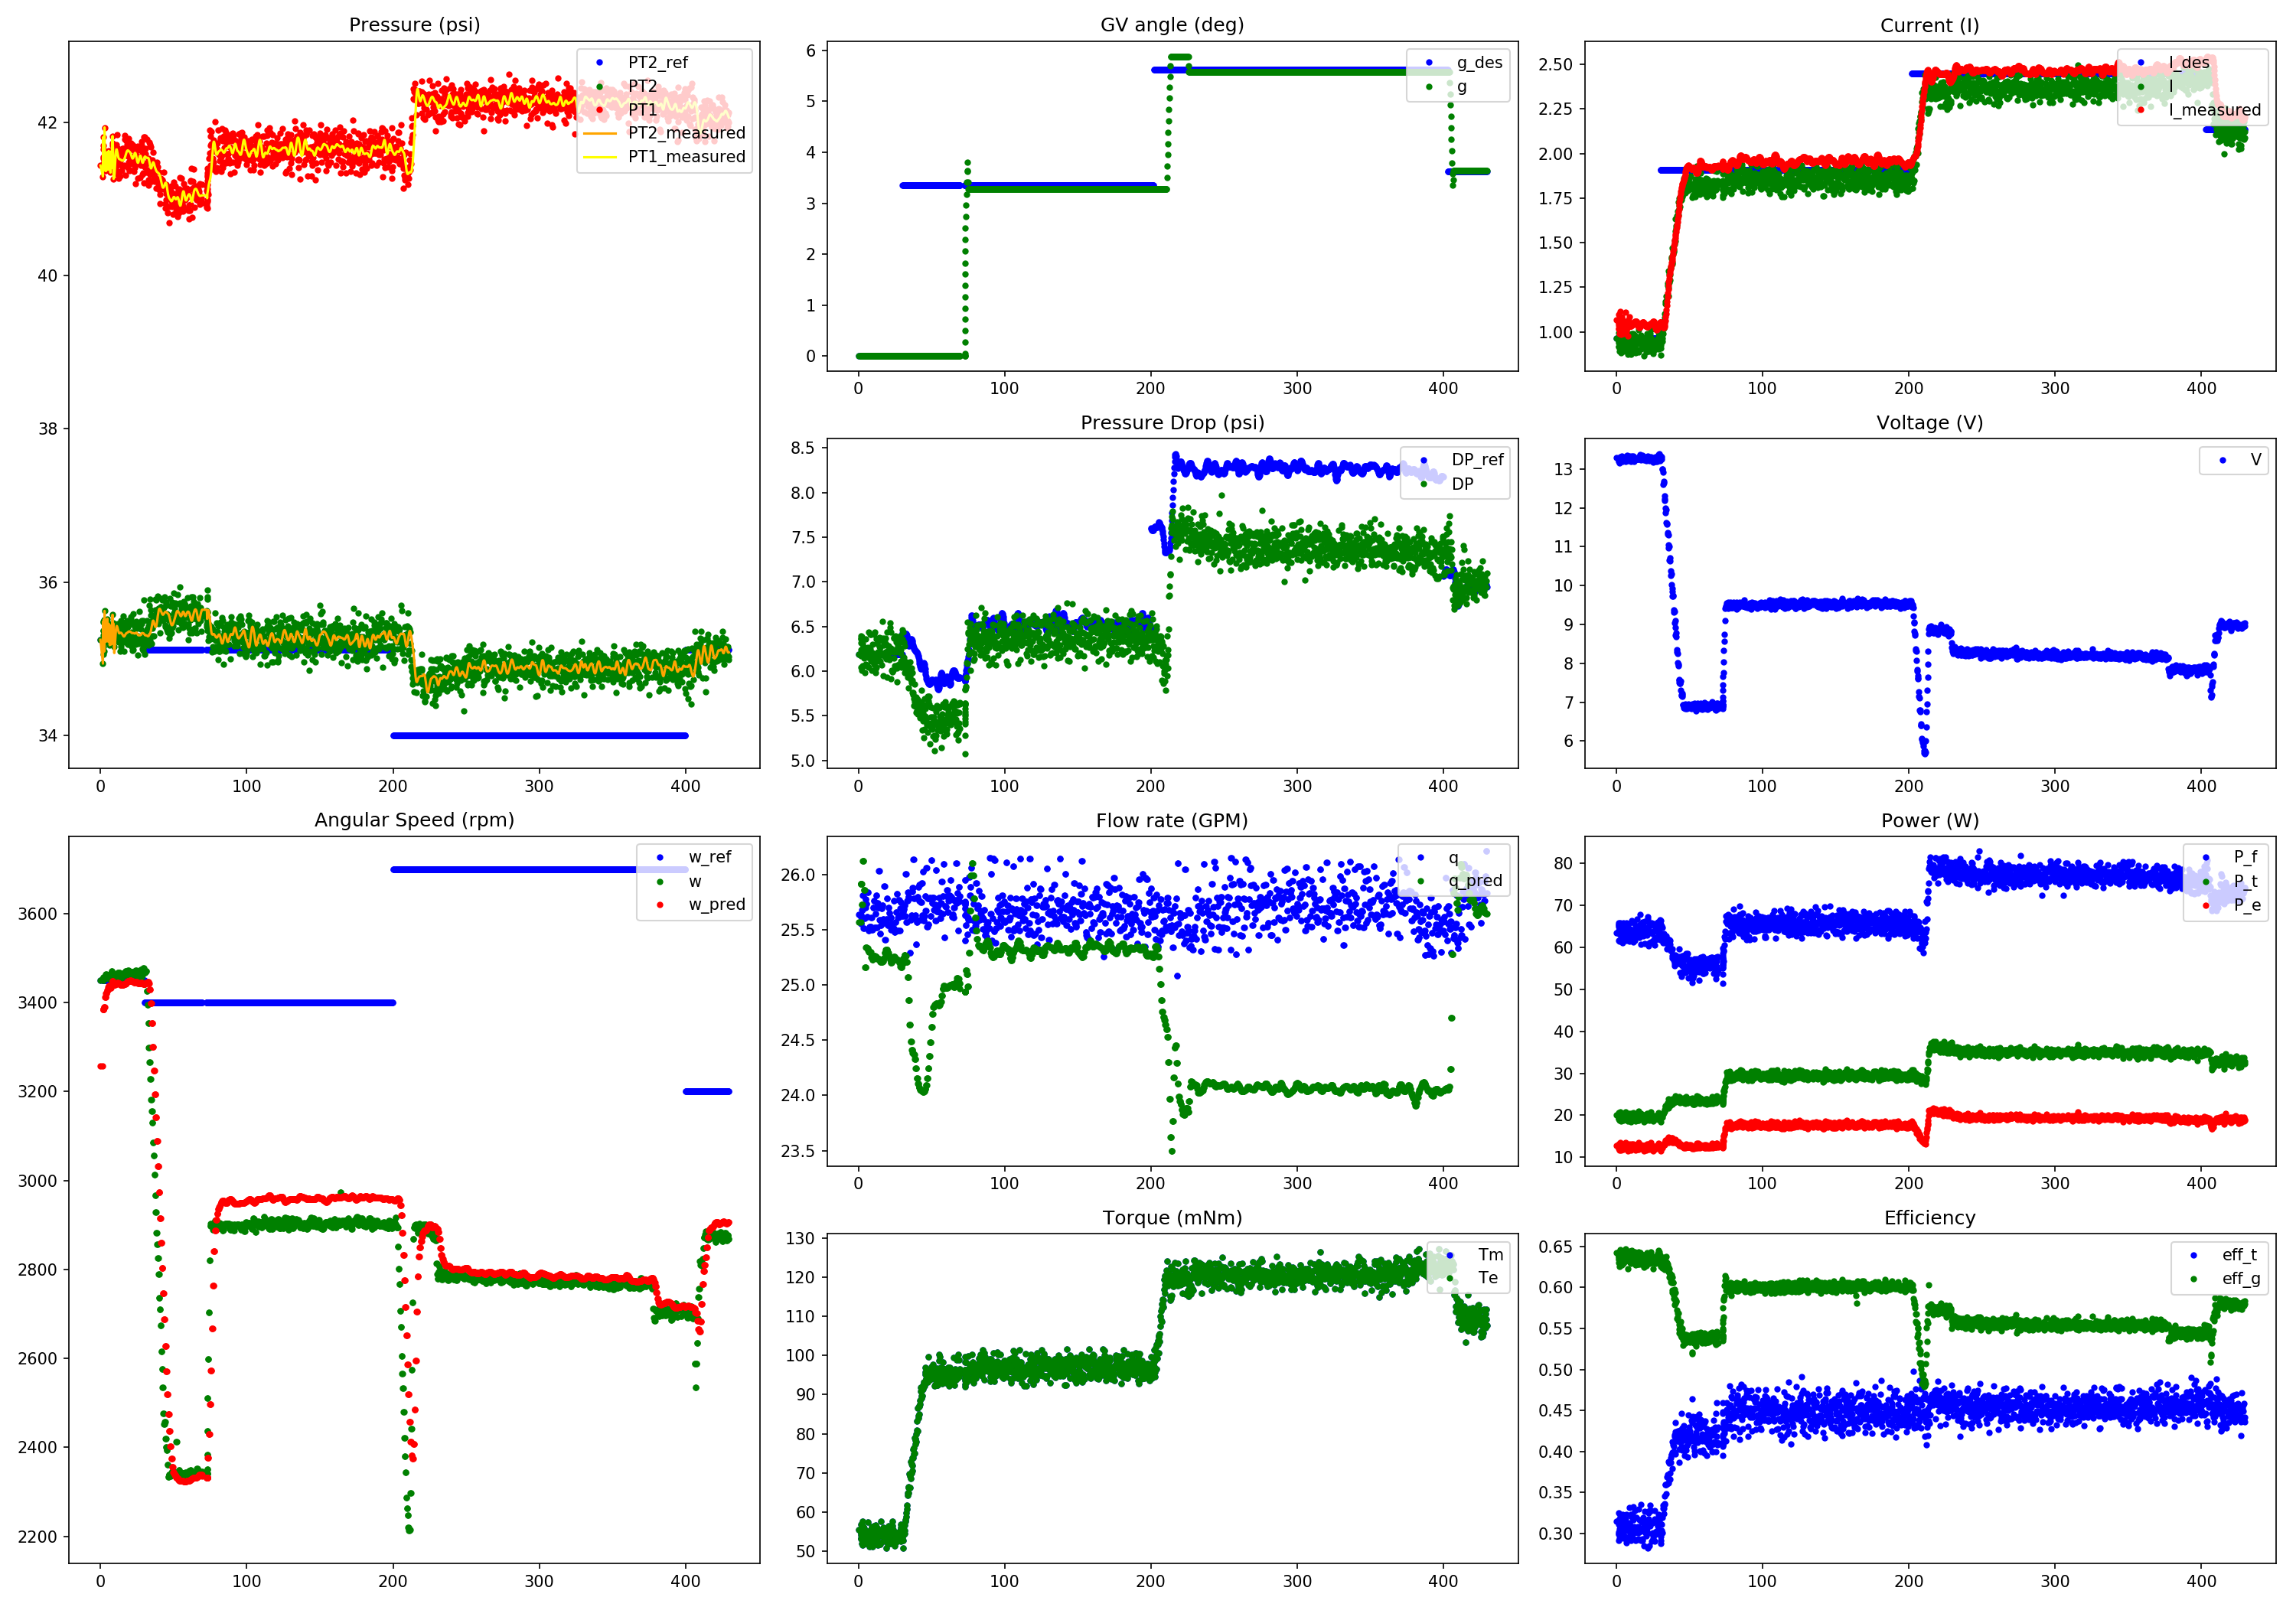 Pressure (psi)
PT2_ref
PT2
PT1
PT2_measured
PT1_measured
42
40
38
36
34
0 100 200 300 400
GV angle (deg)
g_des
g
6
5
4
3
2
1
0
0 100 200 300 400
Current (I)
I_des
I
I_measured
2.50
2.25
2.00
1.75
1.50
1.25
1.00
0 100 200 300 400
Pressure Drop (psi)
DP_ref
DP
8.5
8.0
7.5
7.0
6.5
6.0
5.5
5.0
0 100 200 300 400
Voltage (V)
V
13
12
11
10
9
8
7
6
0 100 200 300 400
Angular Speed (rpm)
w_ref
w
w_pred
3600
3400
3200
3000
2800
2600
2400
2200
0 100 200 300 400
Flow rate (GPM)
q
q_pred
26.0
25.5
25.0
24.5
24.0
23.5
0 100 200 300 400
Power (W)
P_f
P_t
P_e
80
70
60
50
40
30
20
10
0 100 200 300 400
Torque (mNm)
Tm
Te
130
120
110
100
90
80
70
60
50
0 100 200 300 400
Efficiency
eff_t
eff_g
0.65
0.60
0.55
0.50
0.45
0.40
0.35
0.30
0 100 200 300 400